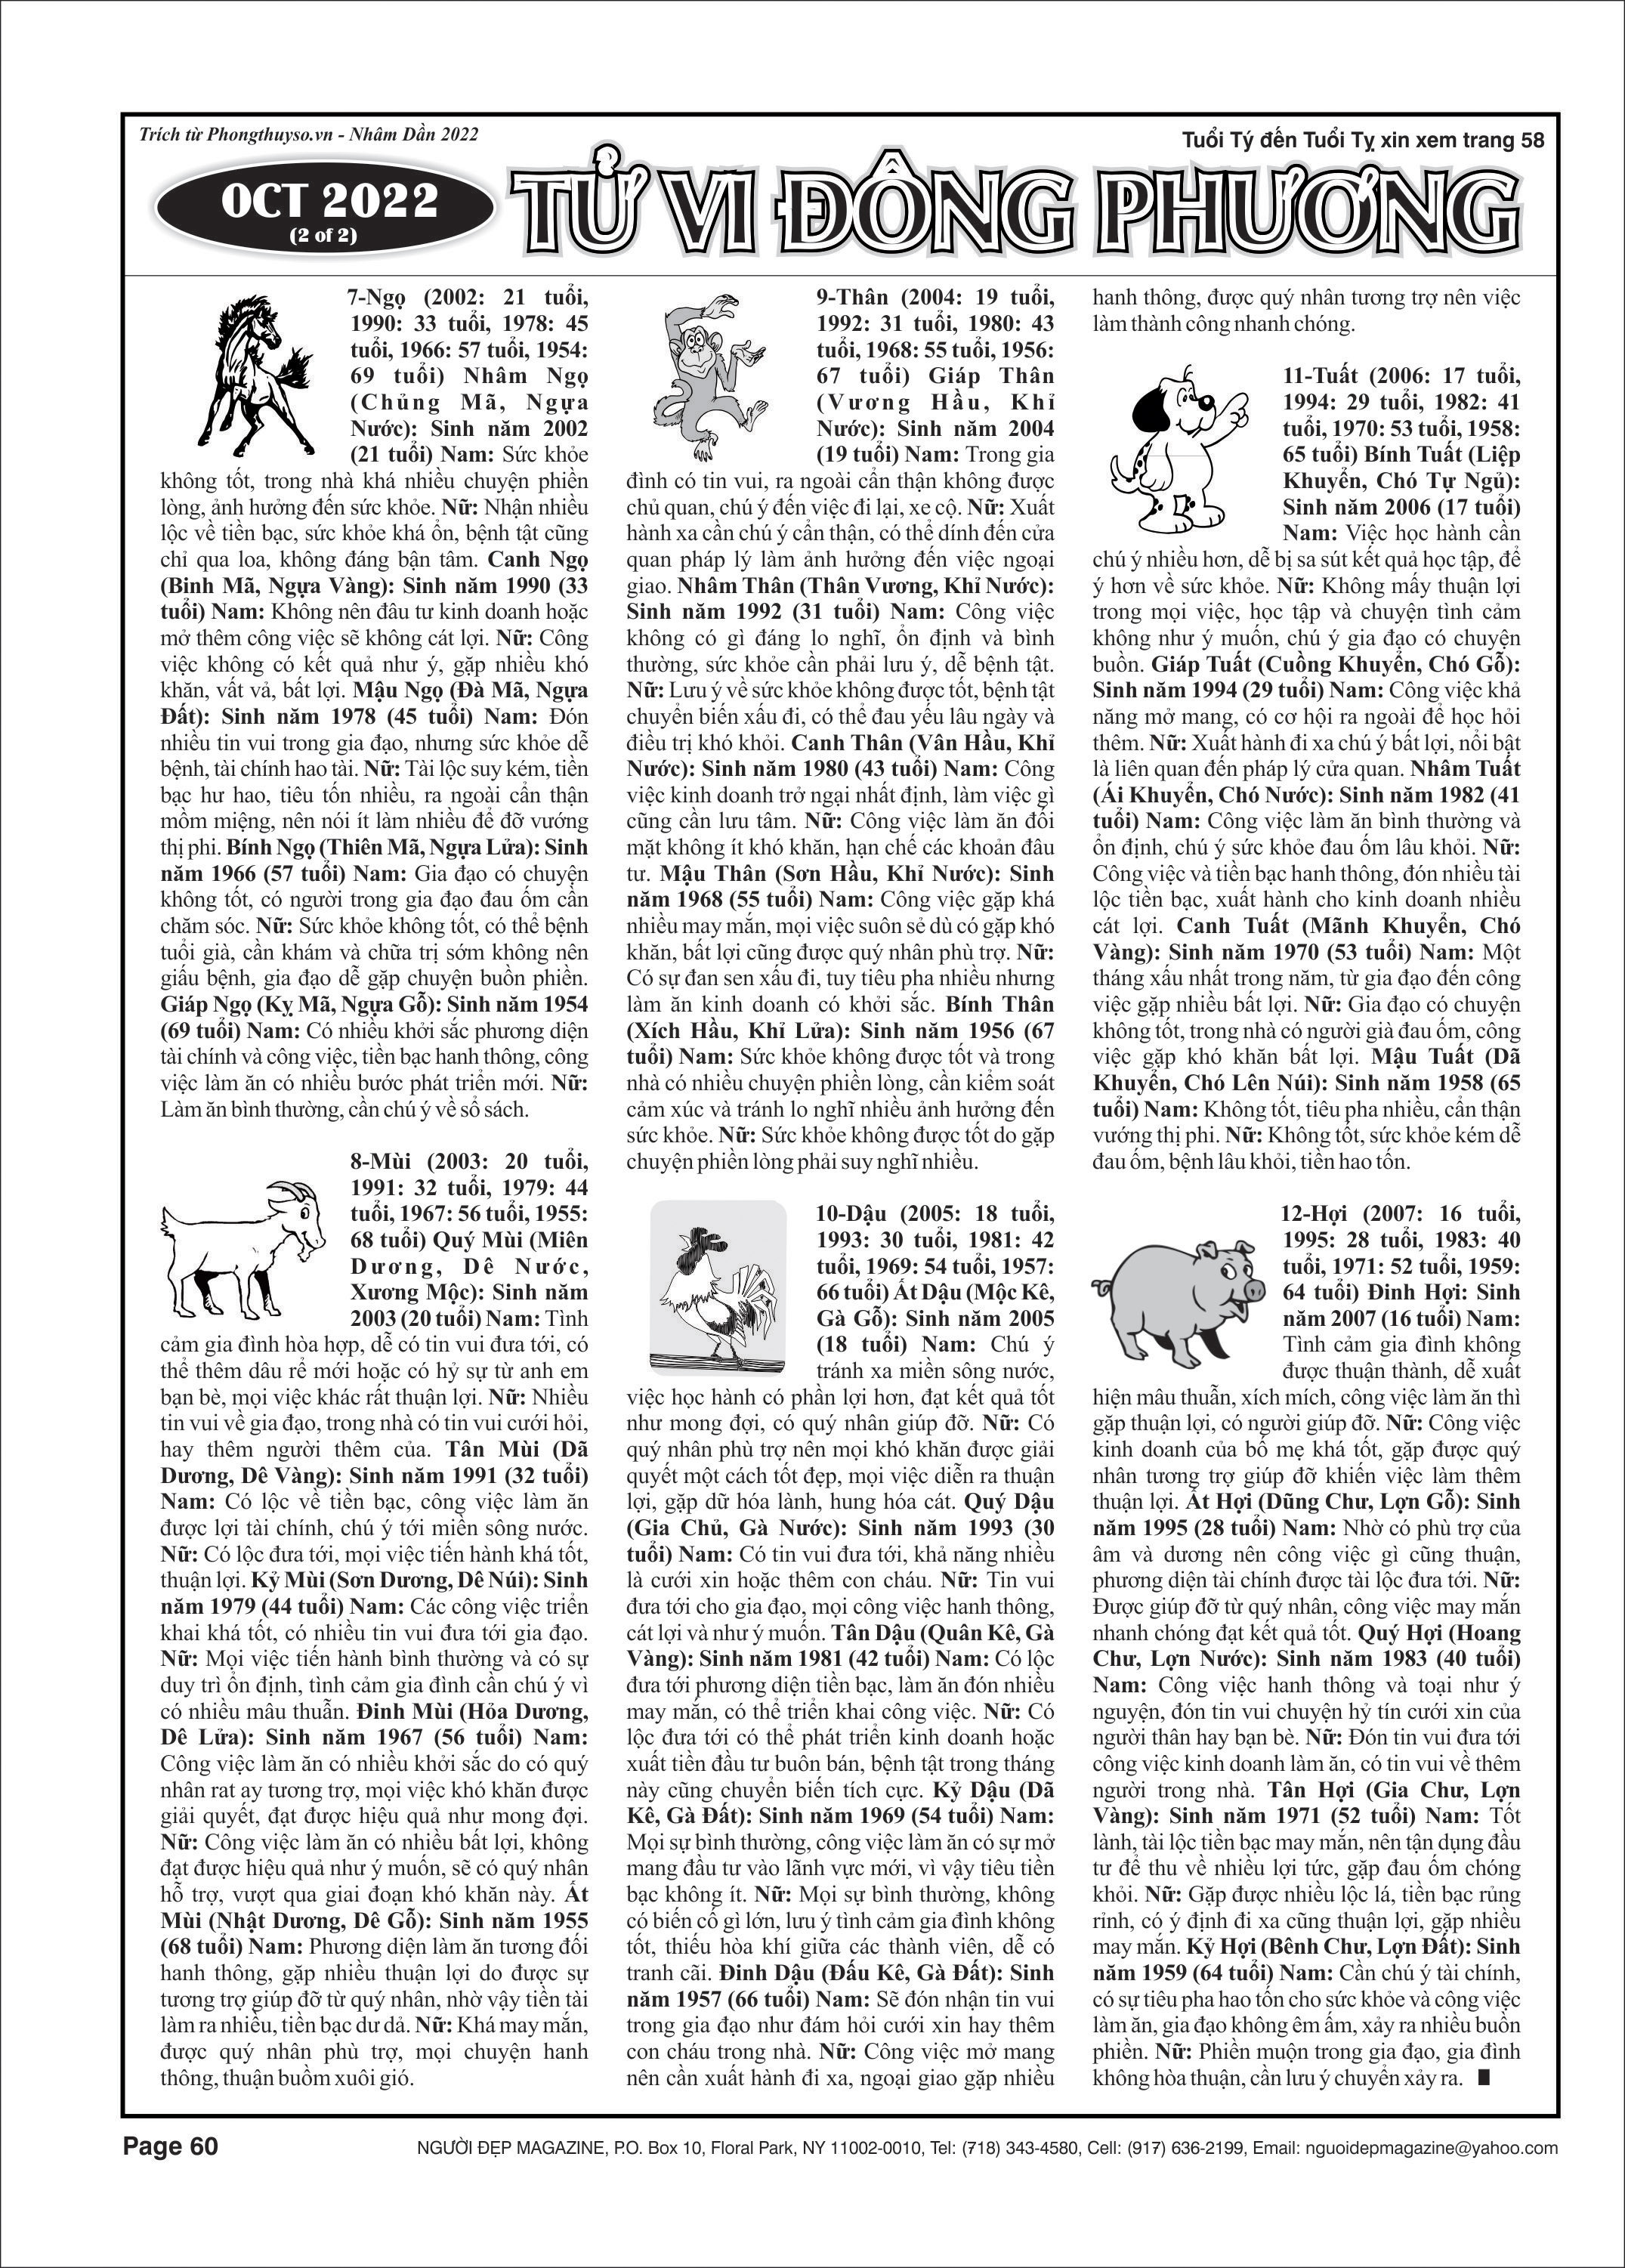 Trích từ Phongthuyso.vn - Nhâm Dần 2022
Tuổi Tý đến Tuổi Tỵ xin xem trang 58
OCT 2022
(2 of 2)
TỬ VI ĐÔNG PHƯƠNG
7-Ngọ (2002: 21 tuổi,
1990: 33 tuổi, 1978: 45
tuổi, 1966: 57 tuổi, 1954:
69 tuổi) Nhâm Ngọ
(Chủng Mã, Ngựa
Nước): Sinh năm 2002
(21 tuổi) Nam: Sức khỏe
không tốt, trong nhà khá nhiều chuyện phiền
lòng, ảnh hưởng đến sức khỏe. Nữ: Nhận nhiều
lộc về tiền bạc, sức khỏe khá ổn, bệnh tật cũng
chỉ qua loa, không đáng bận tâm. Canh Ngọ
(Binh Mã, Ngựa Vàng): Sinh năm 1990 (33
tuổi) Nam: Không nên đầu tư kinh doanh hoặc
mở thêm công việc sẽ không cát lợi. Nữ: Công
việc không có kết quả như ý, gặp nhiều khó
khăn, vất vả, bất lợi. Mậu Ngọ (Đà Mã, Ngựa
Đất): Sinh năm 1978 (45 tuổi) Nam: Đón
nhiều tin vui trong gia đạo, nhưng sức khỏe dễ
bệnh, tài chính hao tài. Nữ: Tài lộc suy kém, tiền
bạc hư hao, tiêu tốn nhiều, ra ngoài cẩn thận
mồm miệng, nên nói ít làm nhiều để đỡ vướng
thị phi. Bính Ngọ (Thiên Mã, Ngựa Lửa): Sinh
năm 1966 (57 tuổi) Nam: Gia đạo có chuyện
không tốt, có người trong gia đạo đau ốm cần
chăm sóc. Nữ: Sức khỏe không tốt, có thể bệnh
tuổi già, cần khám và chữa trị sớm không nên
giấu bệnh, gia đạo dễ gặp chuyện buồn phiền.
Giáp Ngọ (Kỵ Mã, Ngựa Gỗ): Sinh năm 1954
(69 tuổi) Nam: Có nhiều khởi sắc phương diện
tài chính và công việc, tiền bạc hanh thông, công
việc làm ăn có nhiều bước phát triển mới. Nữ:
Làm ăn bình thường, cần chú ý về sổ sách.
8-Mùi (2003: 20 tuổi,
1991: 32 tuổi, 1979: 44
tuổi, 1967: 56 tuổi, 1955:
68 tuổi) Quý Mùi (Miên
Dương, Dê Nước,
Xương Mộc): Sinh năm
2003 (20 tuổi) Nam: Tình
cảm gia đình hòa hợp, dễ có tin vui đưa tới, có
thể thêm dâu rể mới hoặc có hỷ sự từ anh em
bạn bè, mọi việc khác rất thuận lợi. Nữ: Nhiều
tin vui về gia đạo, trong nhà có tin vui cưới hỏi,
hay thêm người thêm của. Tân Mùi (Dã
Dương, Dê Vàng): Sinh năm 1991 (32 tuổi)
Nam: Có lộc về tiền bạc, công việc làm ăn
được lợi tài chính, chú ý tới miền sông nước.
Nữ: Có lộc đưa tới, mọi việc tiến hành khá tốt,
thuận lợi. Kỷ Mùi (Sơn Dương, Dê Núi): Sinh
năm 1979 (44 tuổi) Nam: Các công việc triển
khai khá tốt, có nhiều tin vui đưa tới gia đạo.
Nữ: Mọi việc tiến hành bình thường và có sự
duy trì ổn định, tình cảm gia đình cần chú ý vì
có nhiều mâu thuẫn. Đinh Mùi (Hỏa Dương,
Dê Lửa): Sinh năm 1967 (56 tuổi) Nam:
Công việc làm ăn có nhiều khởi sắc do có quý
nhân rat ay tương trợ, mọi việc khó khăn được
giải quyết, đạt được hiệu quả như mong đợi.
Nữ: Công việc làm ăn có nhiều bất lợi, không
đạt được hiệu quả như ý muốn, sẽ có quý nhân
hỗ trợ, vượt qua giai đoạn khó khăn này. Ất
Mùi (Nhật Dương, Dê Gỗ): Sinh năm 1955
(68 tuổi) Nam: Phương diện làm ăn tương đối
hanh thông, gặp nhiều thuận lợi do được sự
tương trợ giúp đỡ từ quý nhân, nhờ vậy tiền tài
làm ra nhiều, tiền bạc dư dả. Nữ: Khá may mắn,
được quý nhân phù trợ, mọi chuyện hanh
thông, thuận buồm xuôi gió.
9-Thân (2004: 19 tuổi,
1992: 31 tuổi, 1980: 43
tuổi, 1968: 55 tuổi, 1956:
67 tuổi) Giáp Thân
(Vương Hầu, Khỉ
Nước): Sinh năm 2004
(19 tuổi) Nam: Trong gia
đình có tin vui, ra ngoài cẩn thận không được
chủ quan, chú ý đến việc đi lại, xe cộ. Nữ: Xuất
hành xa cần chú ý cẩn thận, có thể dính đến cửa
quan pháp lý làm ảnh hưởng đến việc ngoại
giao. Nhâm Thân (Thân Vương, Khỉ Nước):
Sinh năm 1992 (31 tuổi) Nam: Công việc
không có gì đáng lo nghĩ, ổn định và bình
thường, sức khỏe cần phải lưu ý, dễ bệnh tật.
Nữ: Lưu ý về sức khỏe không được tốt, bệnh tật
chuyển biến xấu đi, có thể đau yếu lâu ngày và
điều trị khó khỏi. Canh Thân (Vân Hầu, Khỉ
Nước): Sinh năm 1980 (43 tuổi) Nam: Công
việc kinh doanh trở ngại nhất định, làm việc gì
cũng cần lưu tâm. Nữ: Công việc làm ăn đối
mặt không ít khó khăn, hạn chế các khoản đầu
tư. Mậu Thân (Sơn Hầu, Khỉ Nước): Sinh
năm 1968 (55 tuổi) Nam: Công việc gặp khá
nhiều may mắn, mọi việc suôn sẻ dù có gặp khó
khăn, bất lợi cũng được quý nhân phù trợ. Nữ:
Có sự đan sen xấu đi, tuy tiêu pha nhiều nhưng
làm ăn kinh doanh có khởi sắc. Bính Thân
(Xích Hầu, Khỉ Lửa): Sinh năm 1956 (67
tuổi) Nam: Sức khỏe không được tốt và trong
nhà có nhiều chuyện phiền lòng, cần kiểm soát
cảm xúc và tránh lo nghĩ nhiều ảnh hưởng đến
sức khỏe. Nữ: Sức khỏe không được tốt do gặp
chuyện phiền lòng phải suy nghĩ nhiều.
10-Dậu (2005: 18 tuổi,
1993: 30 tuổi, 1981: 42
tuổi, 1969: 54 tuổi, 1957:
66 tuổi) Ất Dậu (Mộc Kê,
Gà Gỗ): Sinh năm 2005
(18 tuổi) Nam: Chú ý
tránh xa miền sông nước,
việc học hành có phần lợi hơn, đạt kết quả tốt
như mong đợi, có quý nhân giúp đỡ. Nữ: Có
quý nhân phù trợ nên mọi khó khăn được giải
quyết một cách tốt đẹp, mọi việc diễn ra thuận
lợi, gặp dữ hóa lành, hung hóa cát. Quý Dậu
(Gia Chủ, Gà Nước): Sinh năm 1993 (30
tuổi) Nam: Có tin vui đưa tới, khả năng nhiều
là cưới xin hoặc thêm con cháu. Nữ: Tin vui
đưa tới cho gia đạo, mọi công việc hanh thông,
cát lợi và như ý muốn. Tân Dậu (Quân Kê, Gà
Vàng): Sinh năm 1981 (42 tuổi) Nam: Có lộc
đưa tới phương diện tiền bạc, làm ăn đón nhiều
may mắn, có thể triển khai công việc. Nữ: Có
lộc đưa tới có thể phát triển kinh doanh hoặc
xuất tiền đầu tư buôn bán, bệnh tật trong tháng
này cũng chuyển biến tích cực. Kỷ Dậu (Dã
Kê, Gà Đất): Sinh năm 1969 (54 tuổi) Nam:
Mọi sự bình thường, công việc làm ăn có sự mở
mang đầu tư vào lãnh vực mới, vì vậy tiêu tiền
bạc không ít. Nữ: Mọi sự bình thường, không
có biến cố gì lớn, lưu ý tình cảm gia đình không
tốt, thiếu hòa khí giữa các thành viên, dễ có
tranh cãi. Đinh Dậu (Đấu Kê, Gà Đất): Sinh
năm 1957 (66 tuổi) Nam: Sẽ đón nhận tin vui
trong gia đạo như đám hỏi cưới xin hay thêm
con cháu trong nhà. Nữ: Công việc mở mang
nên cần xuất hành đi xa, ngoại giao gặp nhiều
hanh thông, được quý nhân tương trợ nên việc
làm thành công nhanh chóng.
11-Tuất (2006: 17 tuổi,
1994: 29 tuổi, 1982: 41
tuổi, 1970: 53 tuổi, 1958:
65 tuổi) Bính Tuất (Liệp
Khuyển, Chó Tự Ngủ):
Sinh năm 2006 (17 tuổi)
Nam: Việc học hành cần
chú ý nhiều hơn, dễ bị sa sút kết quả học tập, để
ý hơn về sức khỏe. Nữ: Không mấy thuận lợi
trong mọi việc, học tập và chuyện tình cảm
không như ý muốn, chú ý gia đạo có chuyện
buồn. Giáp Tuất (Cuồng Khuyển, Chó Gỗ):
Sinh năm 1994 (29 tuổi) Nam: Công việc khả
năng mở mang, có cơ hội ra ngoài để học hỏi
thêm. Nữ: Xuất hành đi xa chú ý bất lợi, nổi bật
là liên quan đến pháp lý cửa quan. Nhâm Tuất
(Ái Khuyển, Chó Nước): Sinh năm 1982 (41
tuổi) Nam: Công việc làm ăn bình thường và
ổn định, chú ý sức khỏe đau ốm lâu khỏi. Nữ:
Công việc và tiền bạc hanh thông, đón nhiều tài
lộc tiền bạc, xuất hành cho kinh doanh nhiều
cát lợi. Canh Tuất (Mãnh Khuyển, Chó
Vàng): Sinh năm 1970 (53 tuổi) Nam: Một
tháng xấu nhất trong năm, từ gia đạo đến công
việc gặp nhiều bất lợi. Nữ: Gia đạo có chuyện
không tốt, trong nhà có người già đau ốm, công
việc gặp khó khăn bất lợi. Mậu Tuất (Dã
Khuyển, Chó Lên Núi): Sinh năm 1958 (65
tuổi) Nam: Không tốt, tiêu pha nhiều, cẩn thận
vướng thị phi. Nữ: Không tốt, sức khỏe kém dễ
đau ốm, bệnh lâu khỏi, tiền hao tốn.
12-Hợi (2007: 16 tuổi,
1995: 28 tuổi, 1983: 40
tuổi, 1971: 52 tuổi, 1959:
64 tuổi) Đinh Hợi: Sinh
năm 2007 (16 tuổi) Nam:
Tình cảm gia đình không
được thuận thành, dễ xuất
hiện mâu thuẫn, xích mích, công việc làm ăn thì
gặp thuận lợi, có người giúp đỡ. Nữ: Công việc
kinh doanh của bố mẹ khá tốt, gặp được quý
nhân tương trợ giúp đỡ khiến việc làm thêm
thuận lợi. Ất Hợi (Dũng Chư, Lợn Gỗ): Sinh
năm 1995 (28 tuổi) Nam: Nhờ có phù trợ của
âm và dương nên công việc gì cũng thuận,
phương diện tài chính được tài lộc đưa tới. Nữ:
Được giúp đỡ từ quý nhân, công việc may mắn
nhanh chóng đạt kết quả tốt. Quý Hợi (Hoang
Chư, Lợn Nước): Sinh năm 1983 (40 tuổi)
Nam: Công việc hanh thông và toại như ý
nguyện, đón tin vui chuyện hỷ tín cưới xin của
người thân hay bạn bè. Nữ: Đón tin vui đưa tới
công việc kinh doanh làm ăn, có tin vui về thêm
người trong nhà. Tân Hợi (Gia Chư, Lợn
Vàng): Sinh năm 1971 (52 tuổi) Nam: Tốt
lành, tài lộc tiền bạc may mắn, nên tận dụng đầu
tư để thu về nhiều lợi tức, gặp đau ốm chóng
khỏi. Nữ: Gặp được nhiều lộc lá, tiền bạc rủng
rỉnh, có ý định đi xa cũng thuận lợi, gặp nhiều
may mắn. Kỷ Hợi (Bênh Chư, Lợn Đất): Sinh
năm 1959 (64 tuổi) Nam: Cần chú ý tài chính,
có sự tiêu pha hao tốn cho sức khỏe và công việc
làm ăn, gia đạo không êm ấm, xảy ra nhiều buồn
phiền. Nữ: Phiền muộn trong gia đạo, gia đình
không hòa thuận, cần lưu ý chuyển xảy ra.
Page 60
NGƯỜI ĐẸP MAGAZINE, P.O. Box 10, Floral Park, NY 11002-0010, Tel: (718) 343-4580, Cell: (917) 636-2199, Email: nguoidepmagazine@yahoo.com